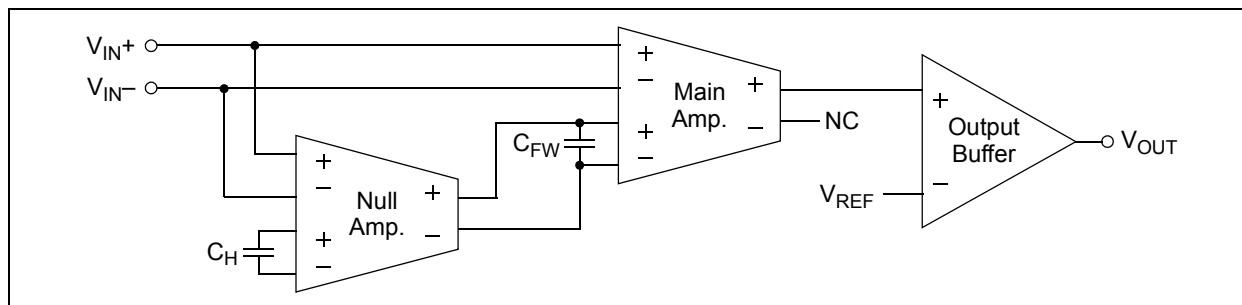 V_IN+
V_IN–
+
–
+
–
Main
Amp.
+
–
NC
+
–
Output
Buffer
V_OUT
V_REF
C_FW
+
–
+
–
Null
Amp.
+
–
C_H